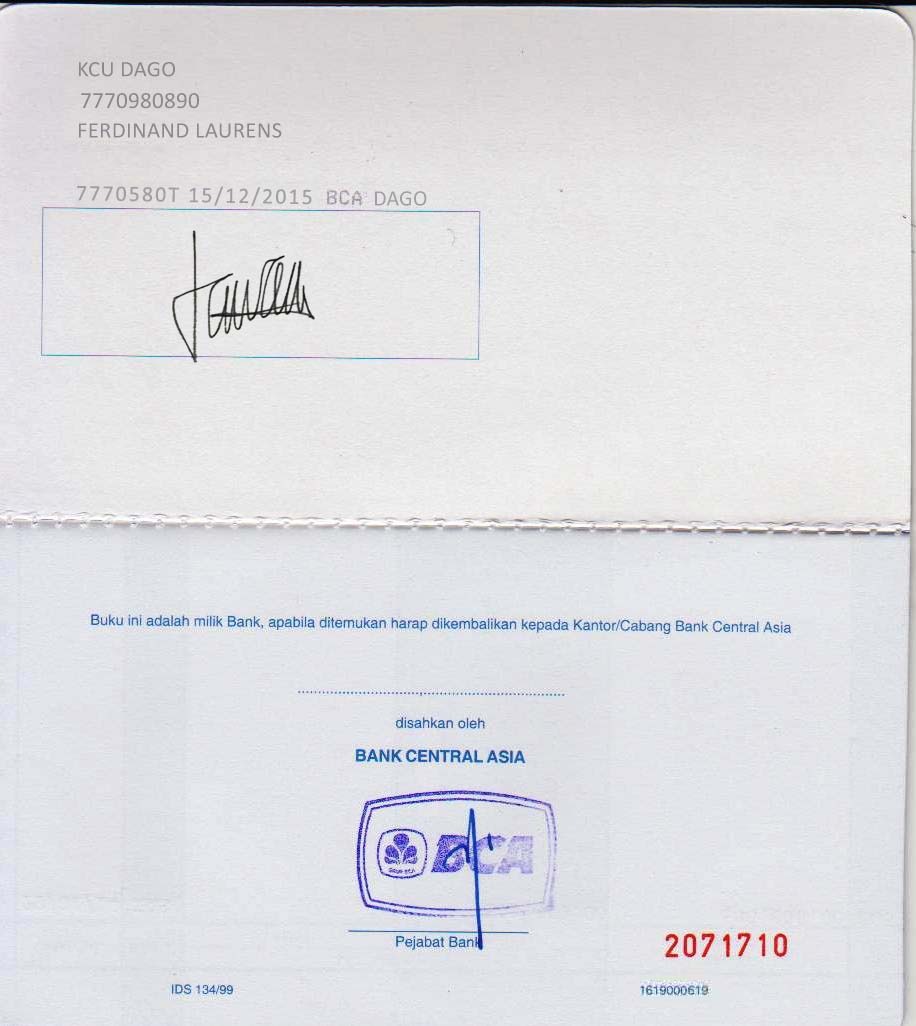 KCU DAGO
7770980890
FERDINAND LAURENS
7770580T 15/12/2015 BCA DAGO
Buku ini adalah milik Bank, apabila ditemukan harap dikembalikan kepada Kantor/Cabang Bank Central Asia
disahkan oleh
BANK CENTRAL ASIA
BCA
GRUP BCA
Pejabat Bank
2071710
IDS 134/99
1619000619